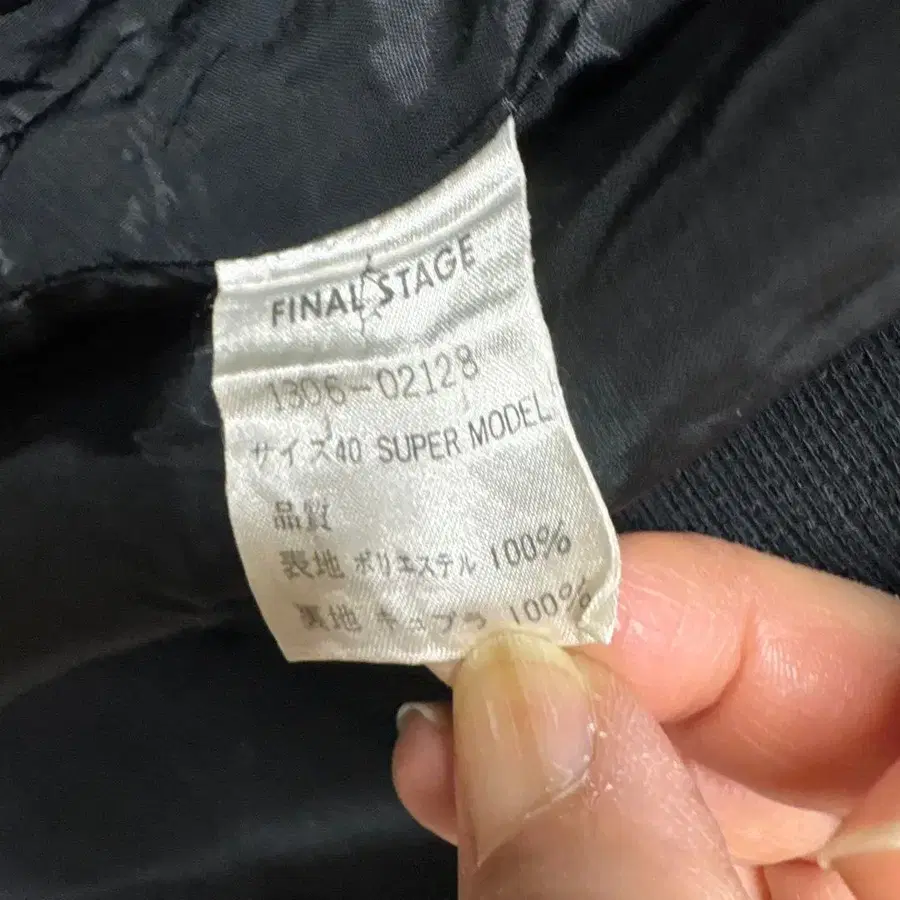 FINAL STAGE
1306-02128
サイズ40 SUPER MODEL
品質
表地 ポリエステル 100%
裏地 キュプラ 100%